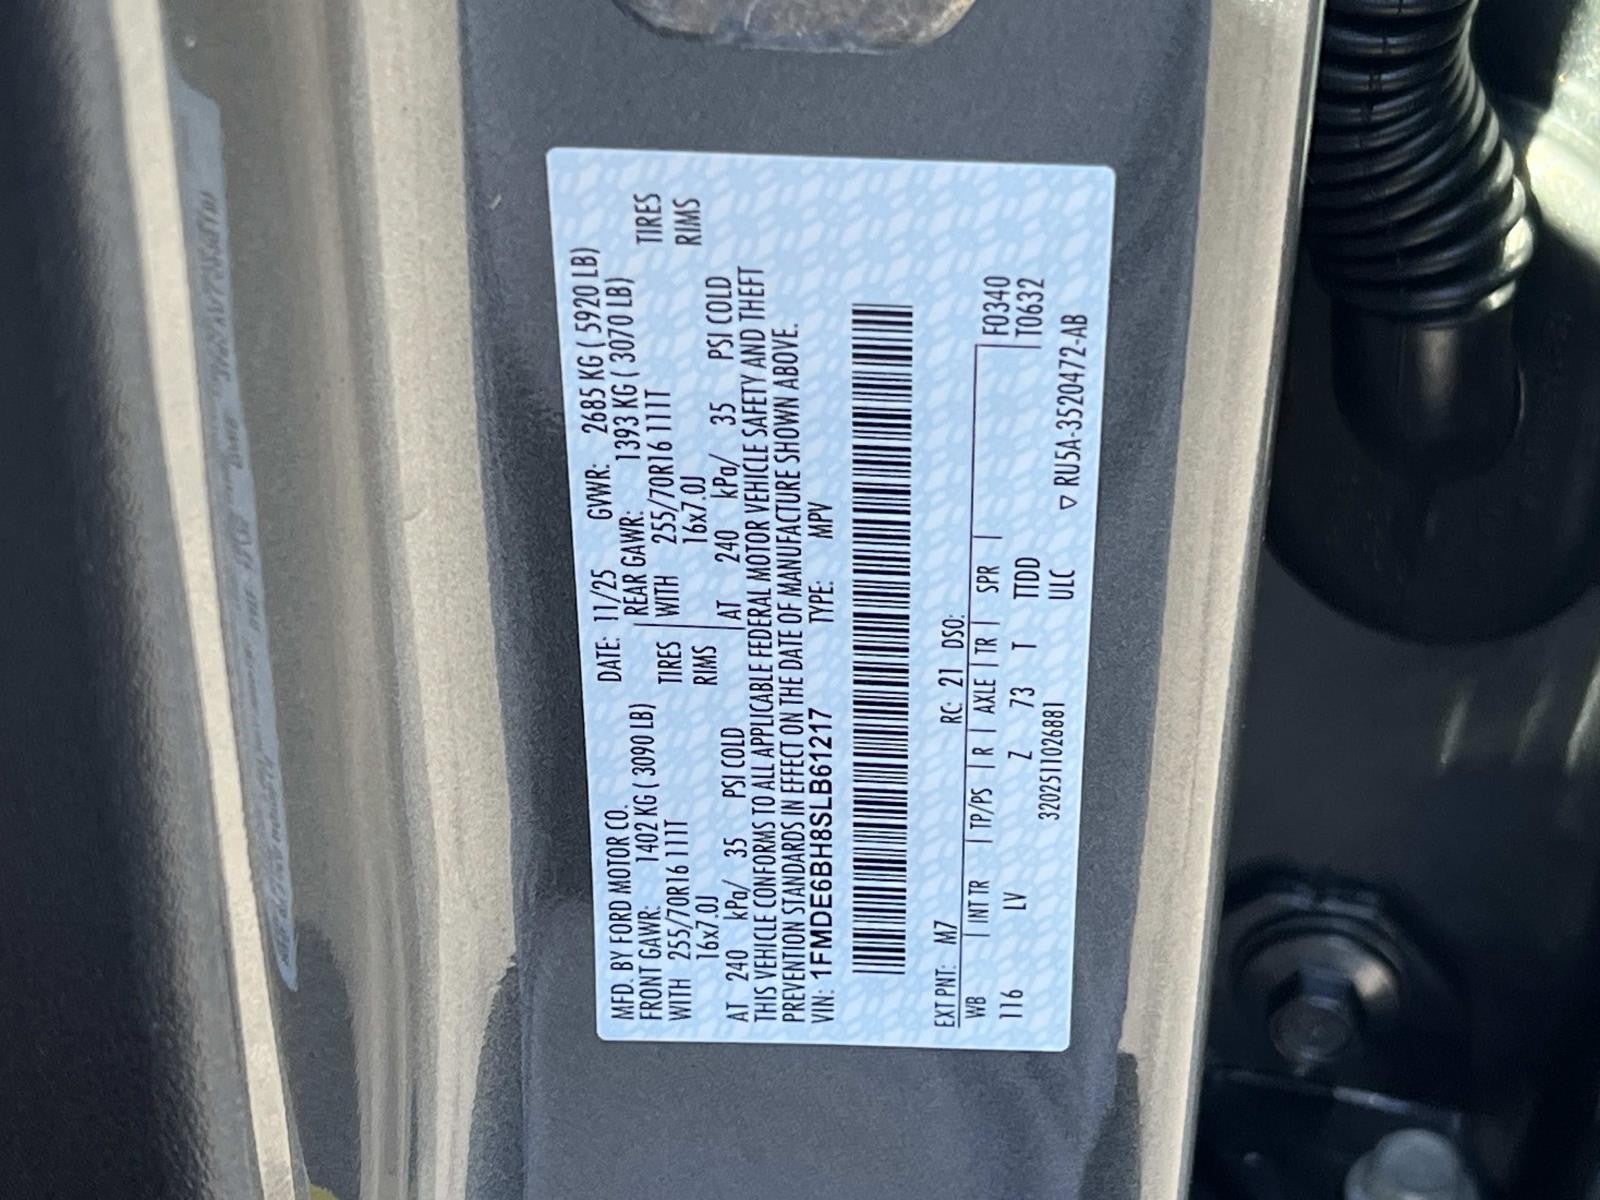 MFD. BY FORD MOTOR CO.
DATE: 11/25 GVWR: 2685 KG ( 5920 LB)
FRONT GAWR: 1402 KG ( 3090 LB) REAR GAWR: 1393 KG ( 3070 LB)
WITH 255/70R16 111T TIRES WITH 255/70R16 111T TIRES
16x7.0J RIMS 16x7.0J RIMS
AT 240 kPa/ 35 PSI COLD AT 240 kPa/ 35 PSI COLD
THIS VEHICLE CONFORMS TO ALL APPLICABLE FEDERAL MOTOR VEHICLE SAFETY AND THEFT
PREVENTION STANDARDS IN EFFECT ON THE DATE OF MANUFACTURE SHOWN ABOVE.
VIN: 1FMDE6BH8SLB61217 TYPE: MPV
EXT PNT: M7 RC: 21 DSO:
WB INT TR TP/PS R AXLE TR SPR F0340
116 LV Z 73 T TTDD T0632
3202511026881 ULC ▽ RU5A-3520472-AB